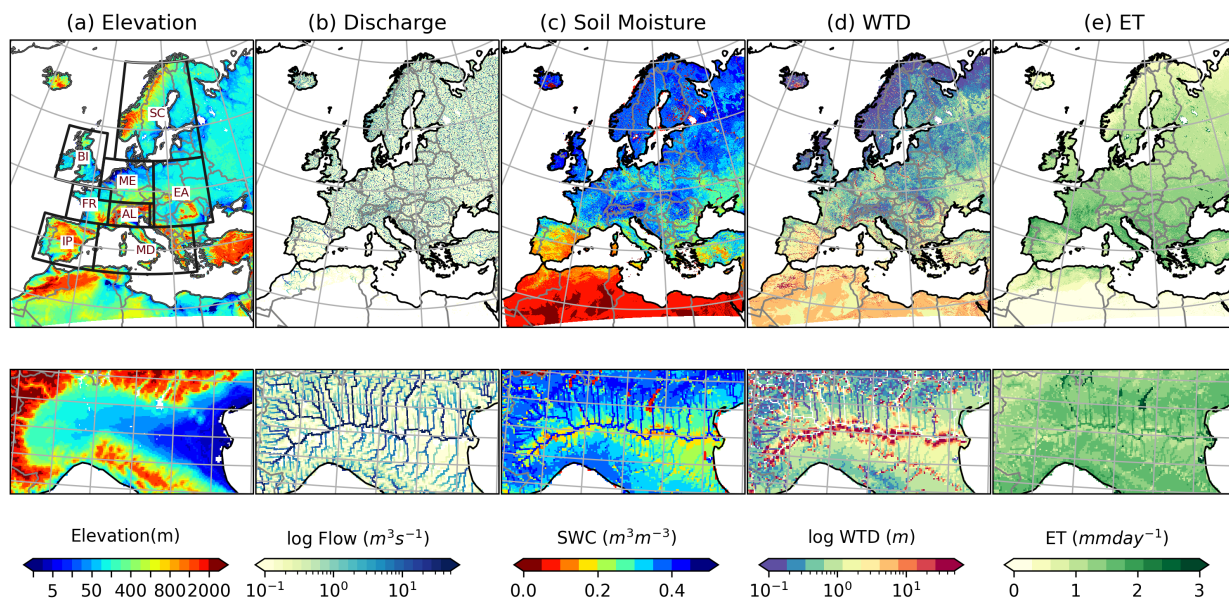 (a) Elevation (b) Discharge (c) Soil Moisture (d) WTD (e) ET
SC
BI
ME
EA
FR
AL
IP
MD
Elevation(m) log Flow (m³s⁻¹) SWC (m³m⁻³) log WTD (m) ET (mmday⁻¹)
5 50 400 800 2000 10⁻¹ 10⁰ 10¹ 0.0 0.2 0.4 10⁻¹ 10⁰ 10¹ 0 1 2 3